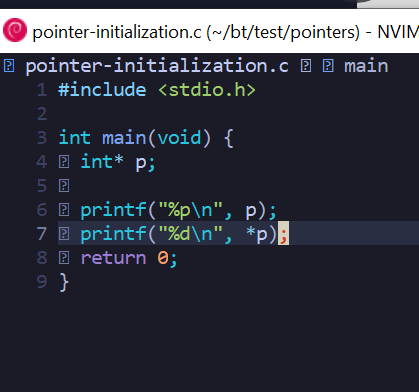 pointer-initialization.c (~/bt/test/pointers) - NVIM
pointer-initialization.c main
1 #include <stdio.h>
2
3 int main(void) {
4 int* p;
5
6 printf("%p\n", p);
7 printf("%d\n", *p);
8 return 0;
9 }